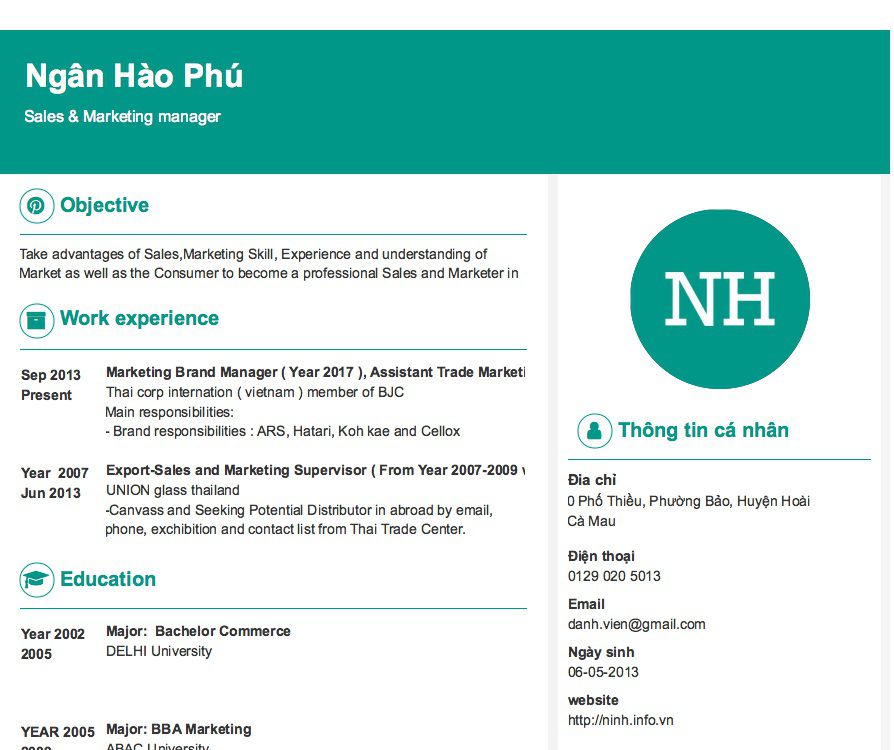 Ngân Hào Phú
Sales & Marketing manager
Objective
Take advantages of Sales,Marketing Skill, Experience and understanding of
Market as well as the Consumer to become a professional Sales and Marketer in
Work experience
Sep 2013
Present
Marketing Brand Manager ( Year 2017 ), Assistant Trade Marketi
Thai corp internation ( vietnam ) member of BJC
Main responsibilities:
- Brand responsibilities : ARS, Hatari, Koh kae and Cellox
Year 2007
Jun 2013
Export-Sales and Marketing Supervisor ( From Year 2007-2009
UNION glass thailand
-Canvass and Seeking Potential Distributor in abroad by email,
phone, exchibition and contact list from Thai Trade Center.
Education
Year 2002
2005
Major: Bachelor Commerce
DELHI University
YEAR 2005
Major: BBA Marketing
ABAC University
NH
Thông tin cá nhân
Đia chỉ
0 Phố Thiều, Phường Bảo, Huyện Hoài
Cà Mau
Điện thoại
0129 020 5013
Email
danh.vien@gmail.com
Ngày sinh
06-05-2013
website
http://ninh.info.vn